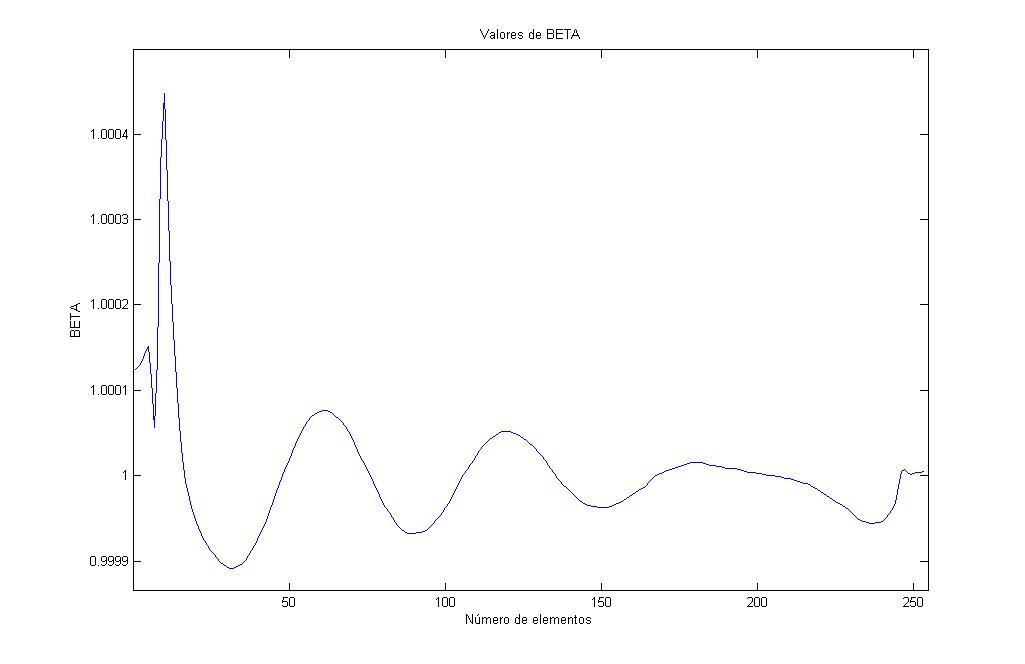 Valores de BETA
1.0004
1.0003
1.0002
1.0001
1
0.9999
BETA
50 100 150 200 250
Número de elementos